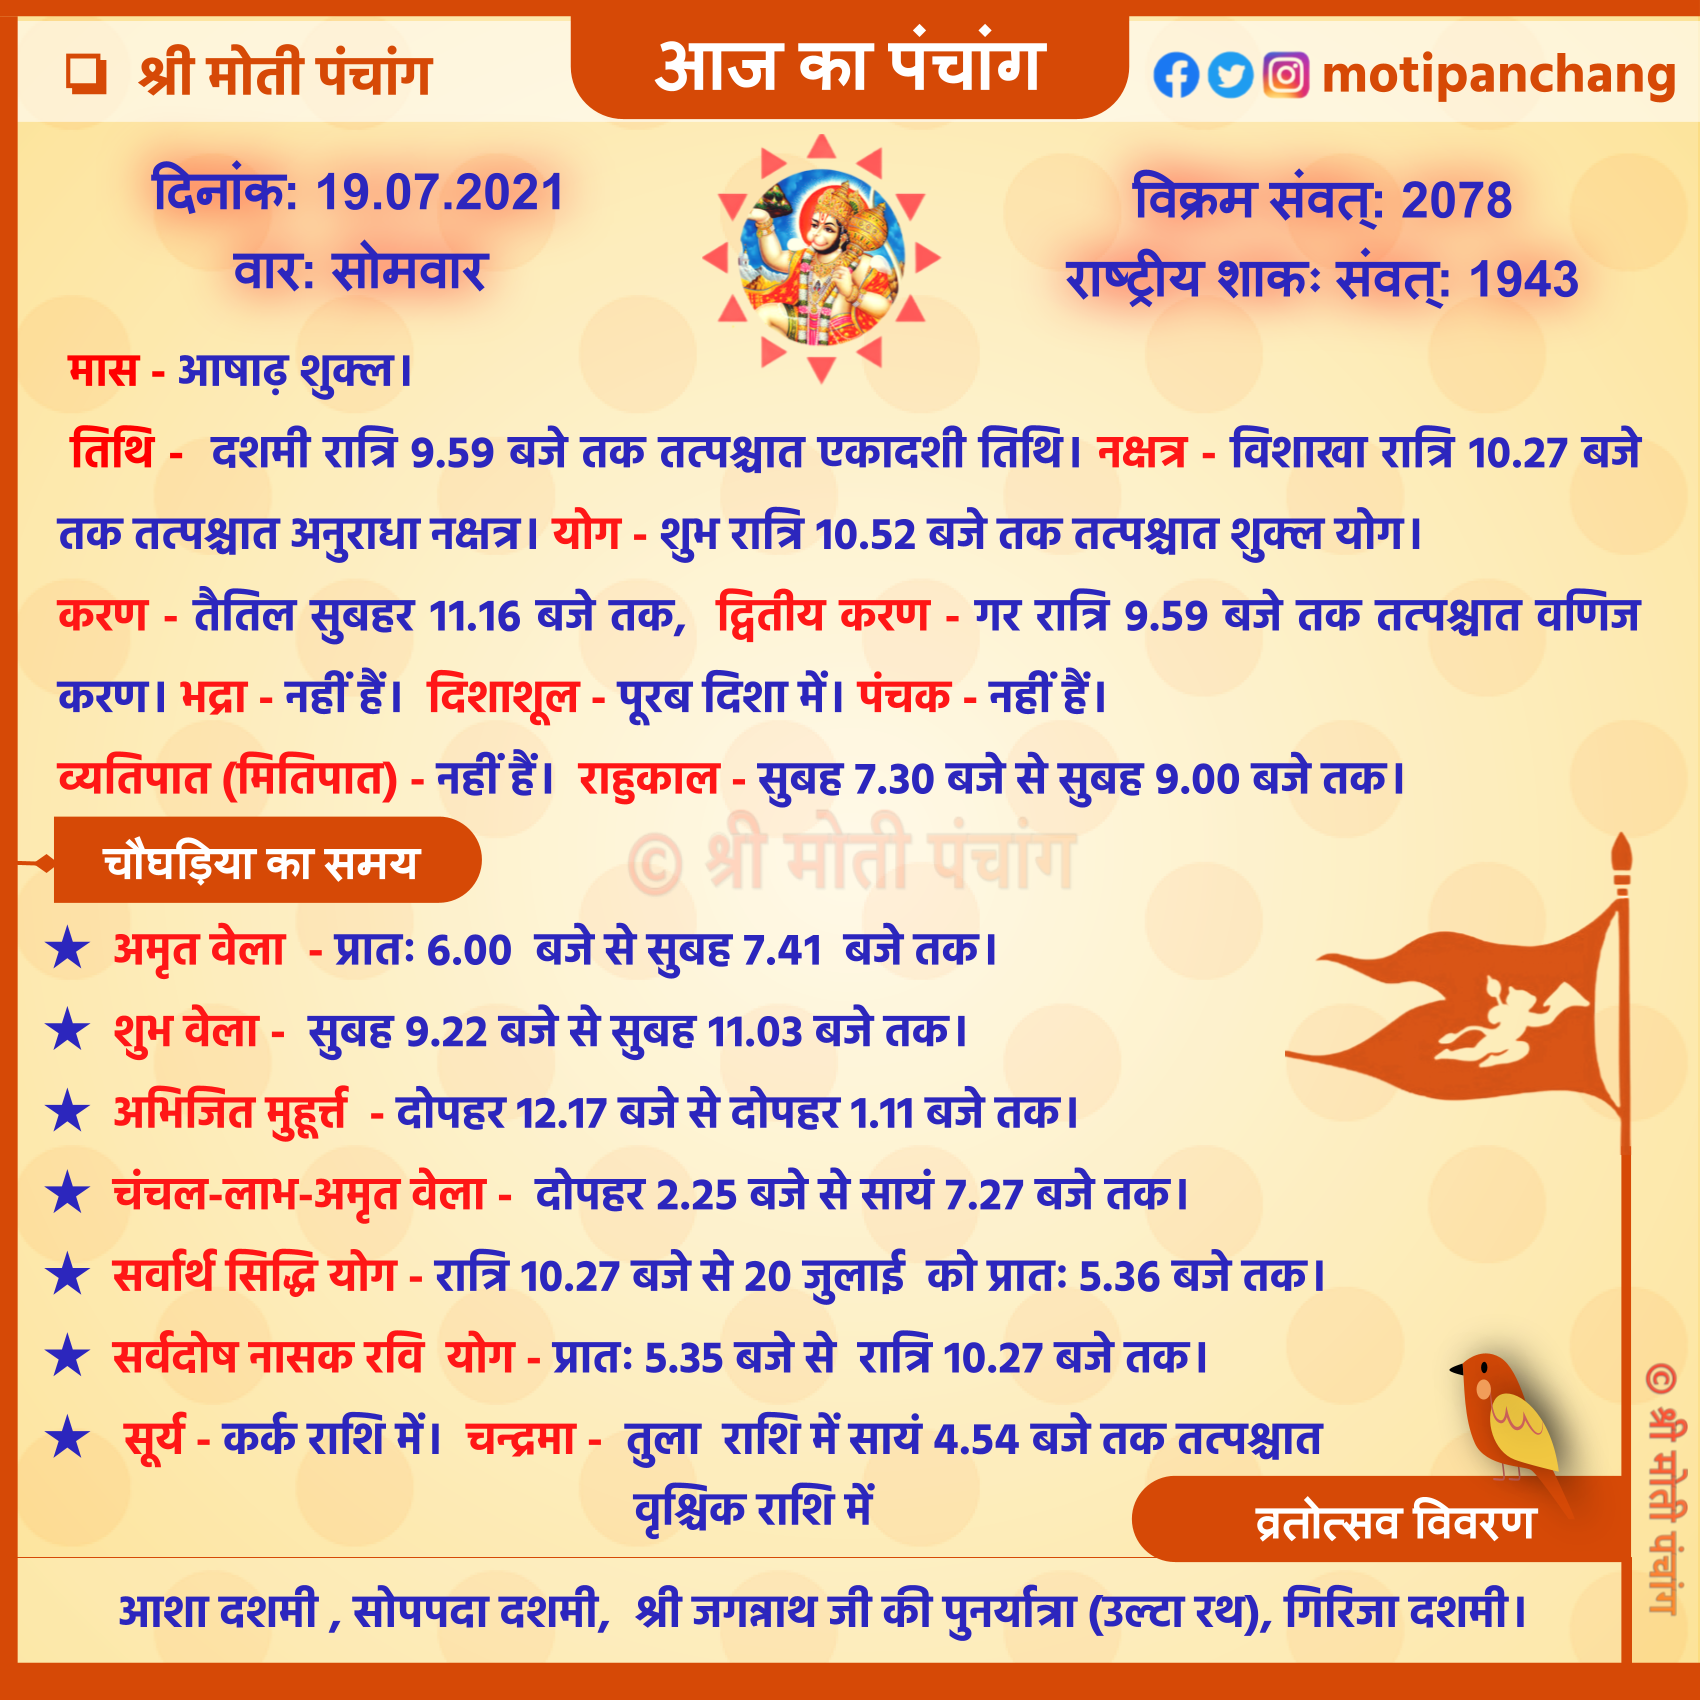 ❏ श्री मोती पंचांग
आज का पंचांग
motipanchang
दिनांक: 19.07.2021
वार: सोमवार
विक्रम संवत्: 2078
राष्ट्रीय शाकः संवत्: 1943
मास - आषाढ़ शुक्ल।
तिथि - दशमी रात्रि 9.59 बजे तक तत्पश्चात एकादशी तिथि। नक्षत्र - विशाखा रात्रि 10.27 बजे
तक तत्पश्चात अनुराधा नक्षत्र। योग - शुभ रात्रि 10.52 बजे तक तत्पश्चात शुक्ल योग।
करण - तैतिल सुबहर 11.16 बजे तक, द्वितीय करण - गर रात्रि 9.59 बजे तक तत्पश्चात वणिज
करण। भद्रा - नहीं हैं। दिशाशूल - पूरब दिशा में। पंचक - नहीं हैं।
व्यतिपात (मितिपात) - नहीं हैं। राहुकाल - सुबह 7.30 बजे से सुबह 9.00 बजे तक।
© श्री मोती पंचांग
चौघड़िया का समय
★ अमृत वेला - प्रातः 6.00 बजे से सुबह 7.41 बजे तक।
★ शुभ वेला - सुबह 9.22 बजे से सुबह 11.03 बजे तक।
★ अभिजित मुहूर्त्त - दोपहर 12.17 बजे से दोपहर 1.11 बजे तक।
★ चंचल-लाभ-अमृत वेला - दोपहर 2.25 बजे से सायं 7.27 बजे तक।
★ सर्वार्थ सिद्धि योग - रात्रि 10.27 बजे से 20 जुलाई को प्रातः 5.36 बजे तक।
★ सर्वदोष नासक रवि योग - प्रातः 5.35 बजे से रात्रि 10.27 बजे तक।
★ सूर्य - कर्क राशि में। चन्द्रमा - तुला राशि में सायं 4.54 बजे तक तत्पश्चात
वृश्चिक राशि में
व्रतोत्सव विवरण
आशा दशमी , सोपपदा दशमी, श्री जगन्नाथ जी की पुनर्यात्रा (उल्टा रथ), गिरिजा दशमी।
© श्री मोती पंचांग